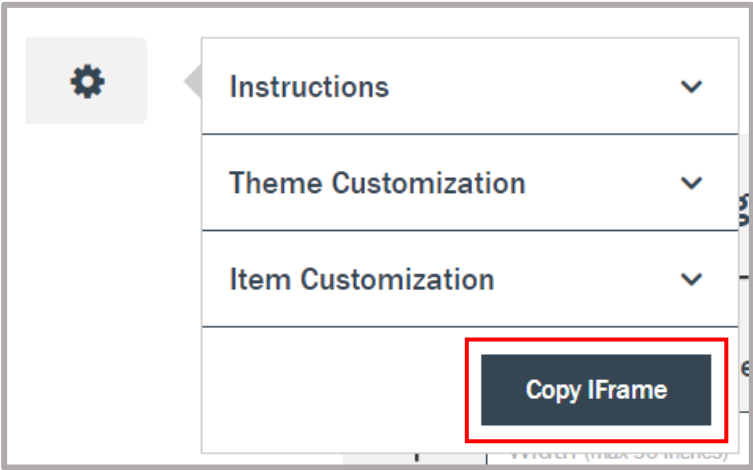 Instructions
Theme Customization
Item Customization
Copy IFrame